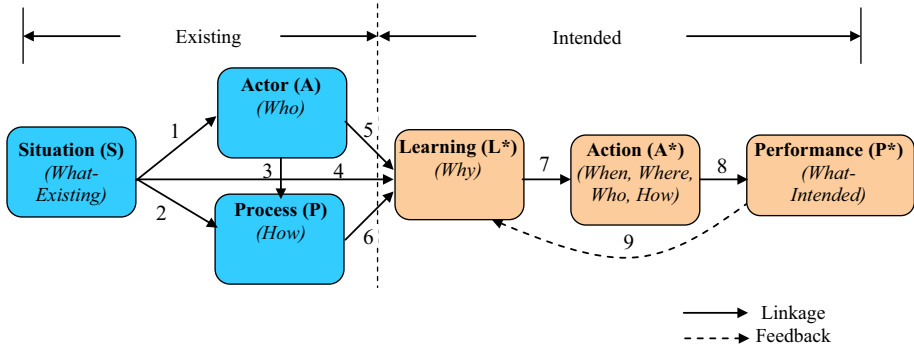 Existing
Intended
Actor (A)
(Who)
1
5
Situation (S)
(What-
Existing)
3
4
Learning (L*)
(Why)
7
Action (A*)
(When, Where,
Who, How)
8
Performance (P*)
(What-
Intended)
2
Process (P)
(How)
6
9
Linkage
Feedback